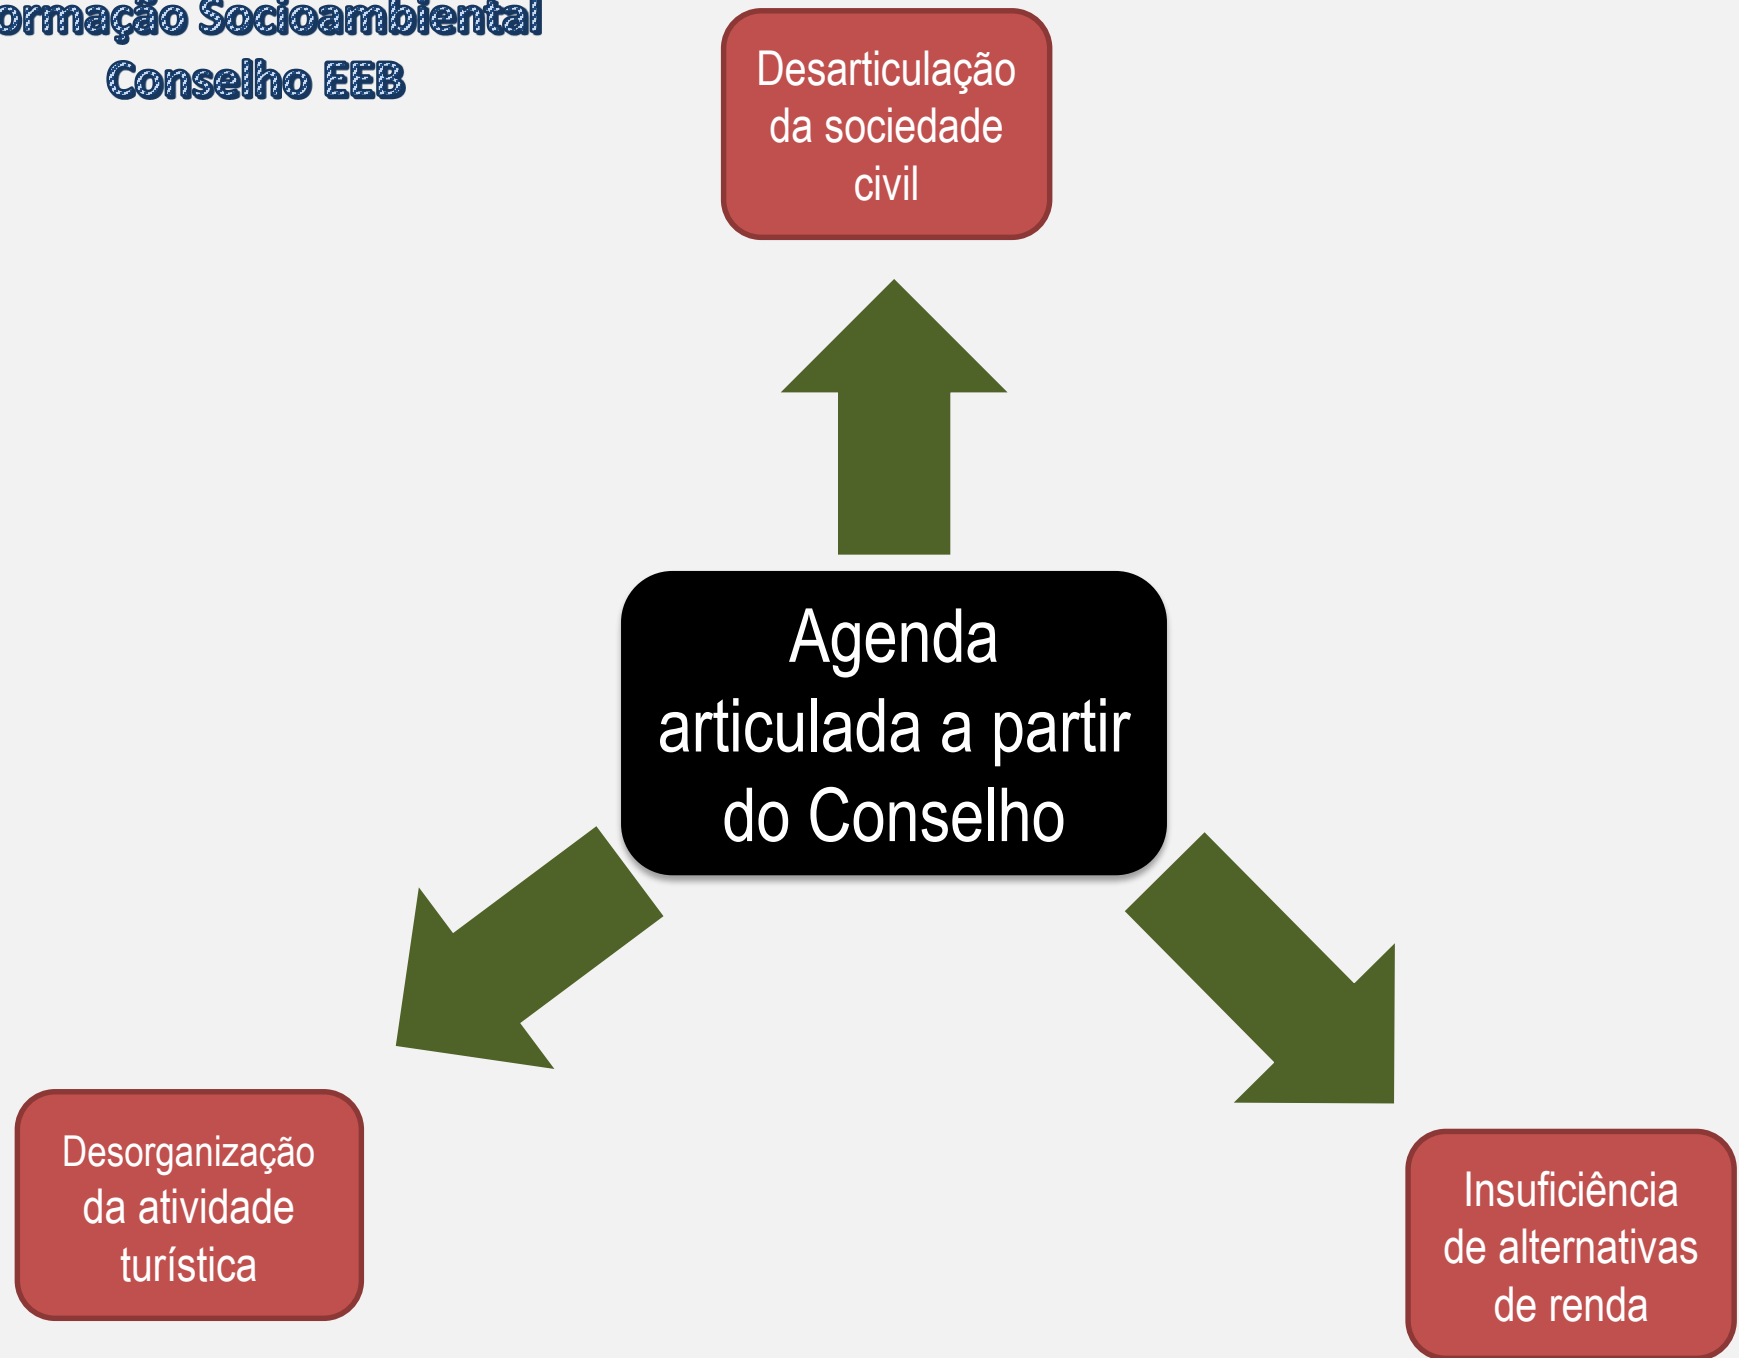 ormação Socioambiental
Conselho EEB
Desarticulação
da sociedade
civil
Agenda
articulada a partir
do Conselho
Desorganização
da atividade
turística
Insuficiência
de alternativas
de renda